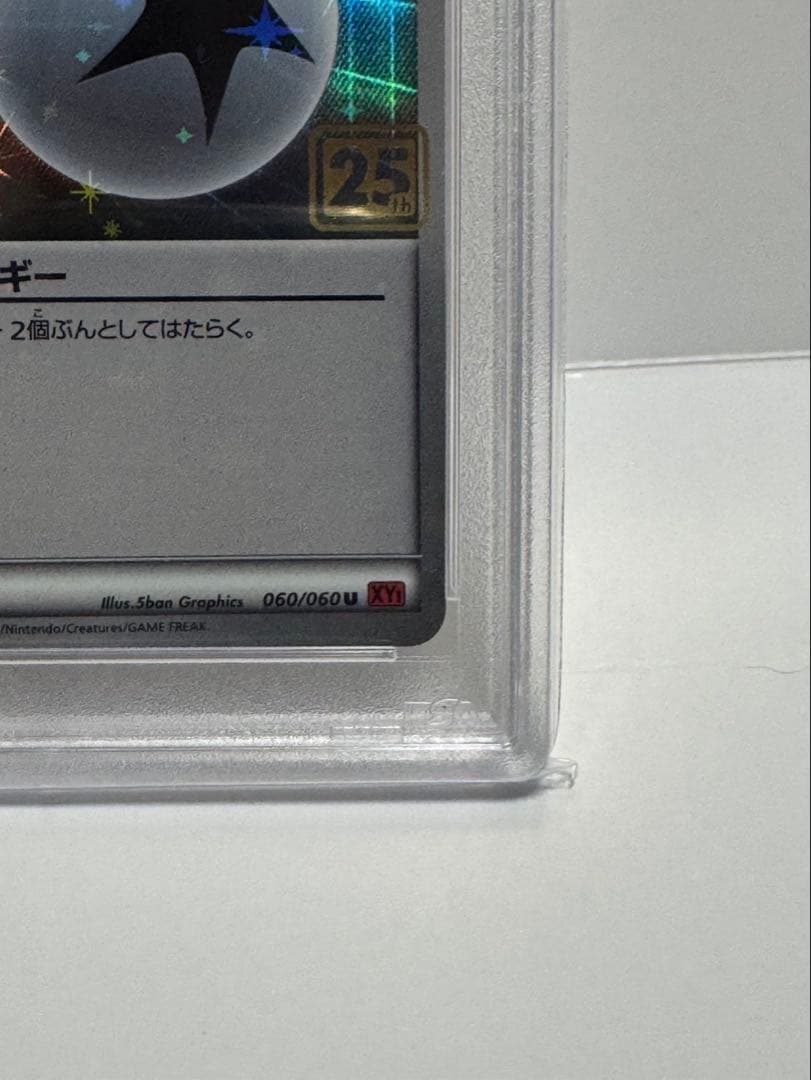 25th
ギー
こ
2個ぶんとしてはたらく。
Illus.5ban Graphics 060/060 U XY1
/Nintendo/Creatures/GAME FREAK.